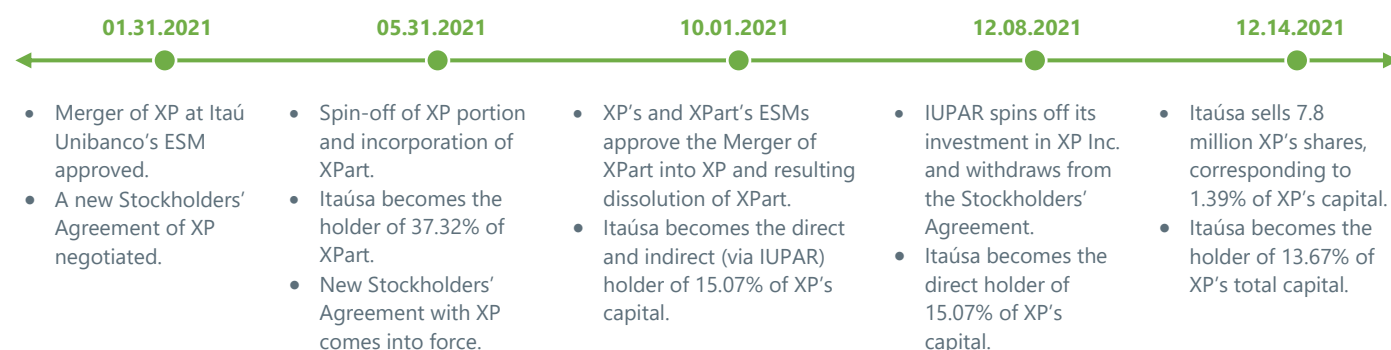 01.31.2021
05.31.2021
10.01.2021
12.08.2021
12.14.2021
• Merger of XP at Itaú
Unibanco’s ESM
approved.
• A new Stockholders’
Agreement of XP
negotiated.
• Spin-off of XP portion
and incorporation of
XPart.
• Itaúsa becomes the
holder of 37.32% of
XPart.
• New Stockholders’
Agreement with XP
comes into force.
• XP’s and XPart’s ESMs
approve the Merger of
XPart into XP and resulting
dissolution of XPart.
• Itaúsa becomes the direct
and indirect (via IUPAR)
holder of 15.07% of XP’s
capital.
• IUPAR spins off its
investment in XP Inc.
and withdraws from
the Stockholders’
Agreement.
• Itaúsa becomes the
direct holder of
15.07% of XP’s
capital.
• Itaúsa sells 7.8
million XP’s shares,
corresponding to
1.39% of XP’s capital.
• Itaúsa becomes the
holder of 13.67% of
XP’s total capital.